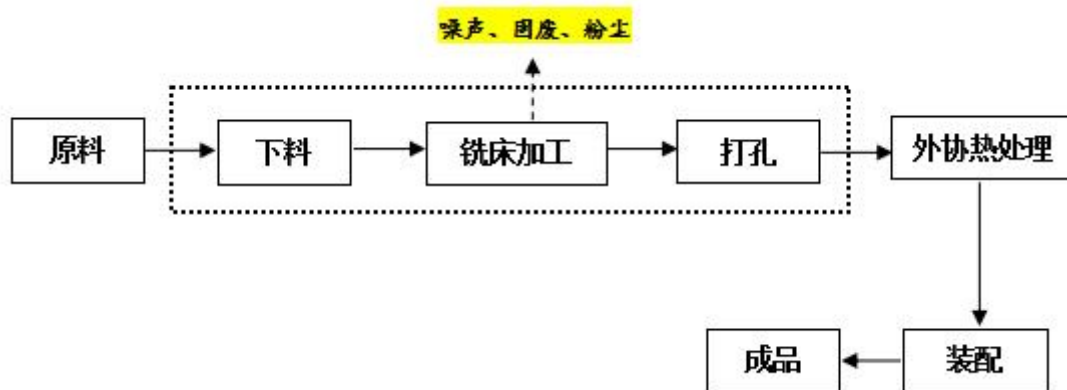 噪声、固废、粉尘
原料
下料
铣床加工
打孔
外协热处理
成品
装配